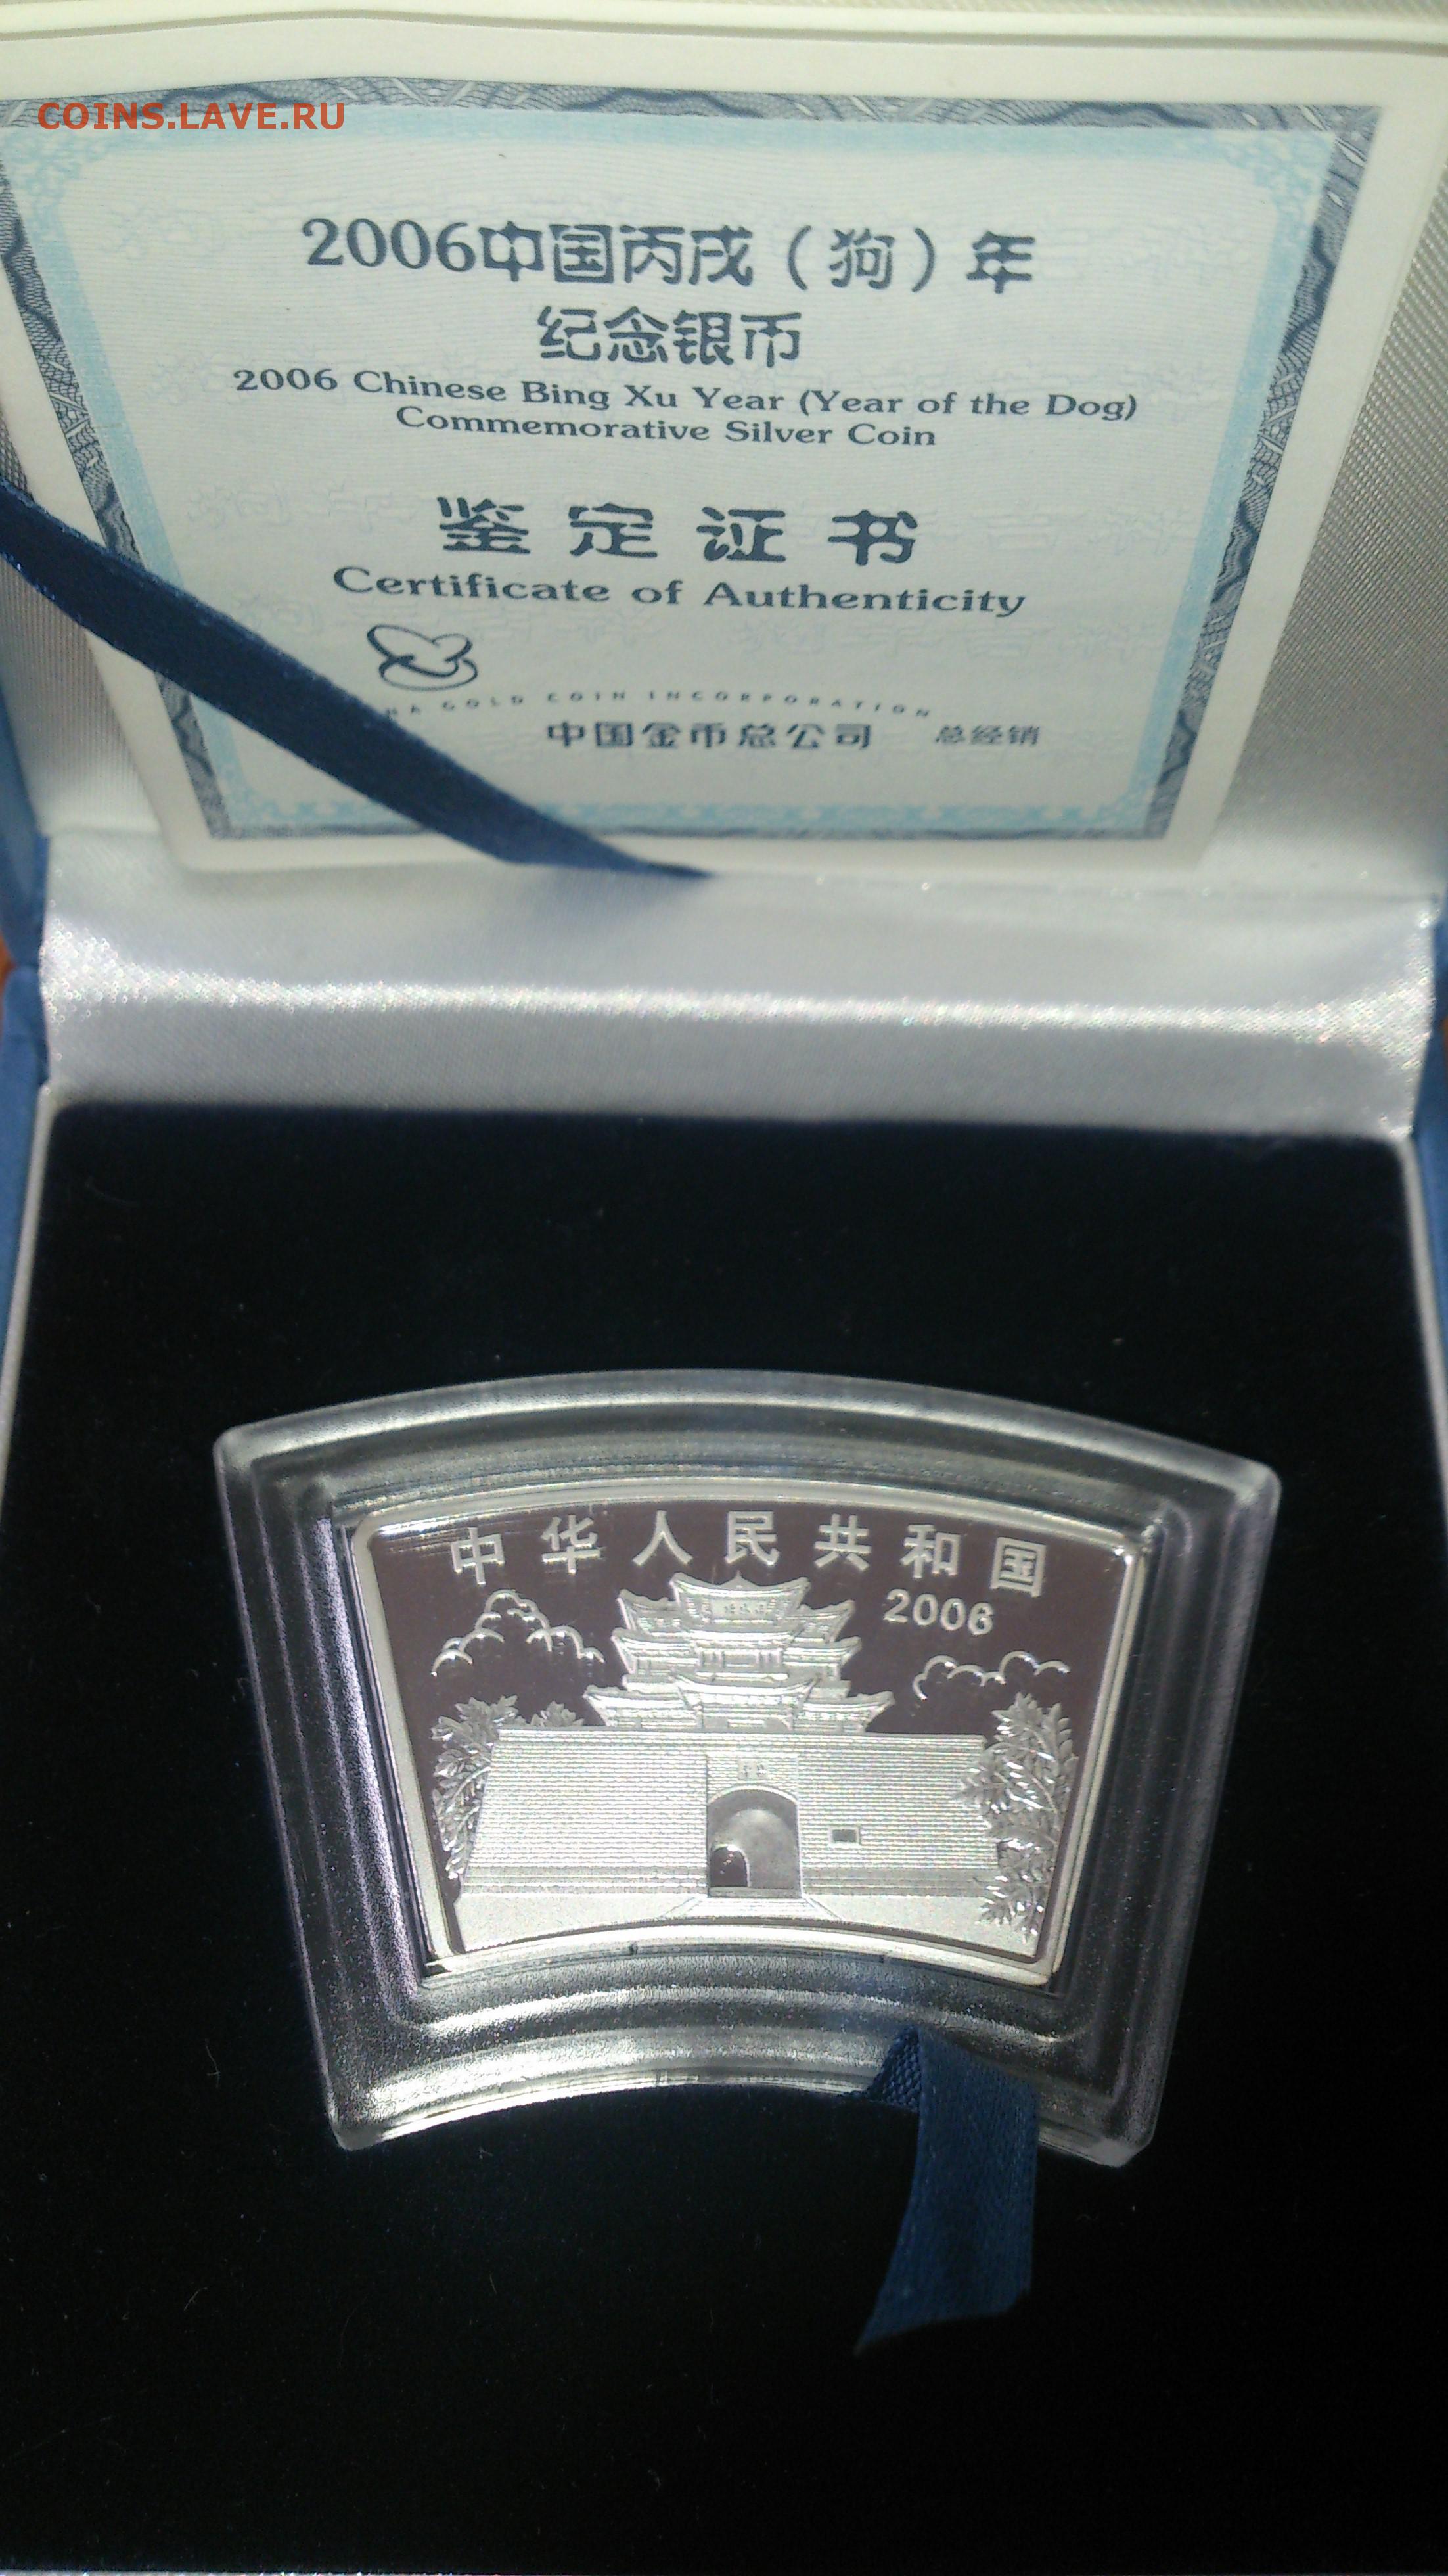 COINS.LAVE.RU
2006中国丙戌（狗）年
纪念银币
2006 Chinese Bing Xu Year (Year of the Dog)
Commemorative Silver Coin
鉴定证书
Certificate of Authenticity
NA GOLD COIN INCORPORATION
中国金币总公司 总经销
中华人民共和国
2006